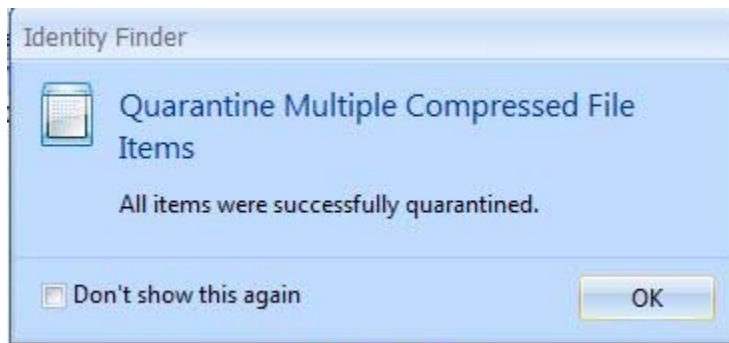 Identity Finder
Quarantine Multiple Compressed File
Items
All items were successfully quarantined.
Don't show this again
OK